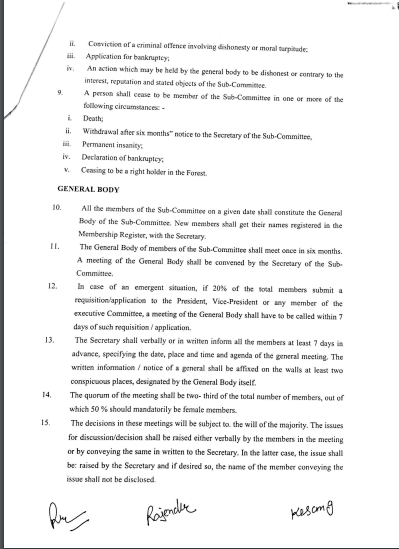 ii. Conviction of a criminal offence involving dishonesty or moral turpitude;
iii. Application for bankruptcy;
iv. An action which may be held by the general body to be dishonest or contrary to the
interest, reputation and stated objects of the Sub-Committee.
9. A person shall cease to be member of the Sub-Committee in one or more of the
following circumstances: -
i. Death;
ii. Withdrawal after six months" notice to the Secretary of the Sub-Committee,
iii. Permanent insanity;
iv. Declaration of bankruptcy;
v. Ceasing to be a right holder in the Forest.
GENERAL BODY
10. All the members of the Sub-Committee on a given date shall constitute the General
Body of the Sub-Committee. New members shall get their names registered in the
Membership Register, with the Secretary.
11. The General Body of members of the Sub-Committee shall meet once in six months.
A meeting of the General Body shall be convened by the Secretary of the Sub-
Committee.
12. In case of an emergent situation, if 20% of the total members submit a
requisition/application to the President, Vice-President or any member of the
executive Committee, a meeting of the General Body shall have to be called within 7
days of such requisition / application.
13. The Secretary shall verbally or in written inform all the members at least 7 days in
advance, specifying the date, place and time and agenda of the general meeting. The
written information / notice of a general shall be affixed on the walls at least two
conspicuous places, designated by the General Body itself.
14. The quorum of the meeting shall be two- third of the total number of members, out of
which 50 % should mandatorily be female members.
15. The decisions in these meetings will be subject to. the will of the majority. The issues
for discussion/decision shall be raised either verbally by the members in the meeting
or by conveying the same in written to the Secretary. In the latter case, the issue shall
be: raised by the Secretary and if desired so, the name of the member conveying the
issue shall not be disclosed.
Rajender
Kesang